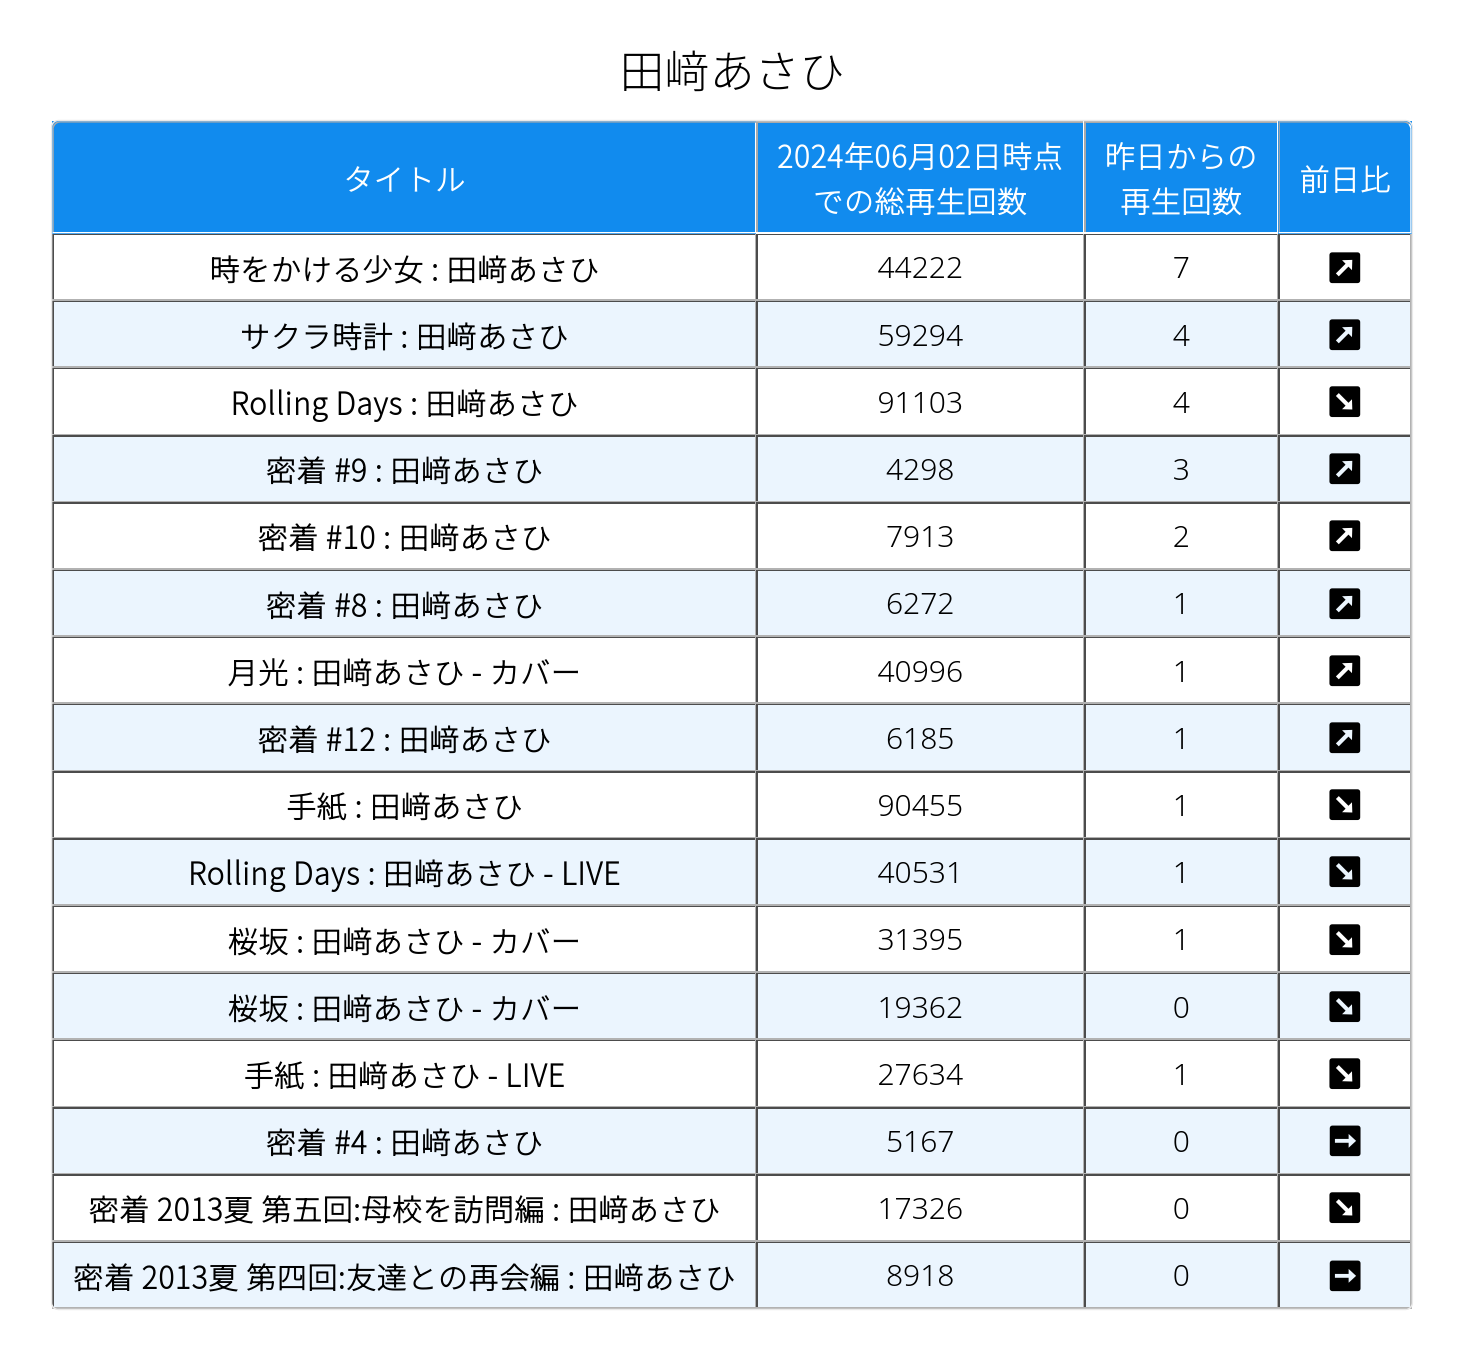 田﨑あさひ
タイトル
2024年06月02日時点
での総再生回数
昨日からの
再生回数
前日比
時をかける少女 : 田﨑あさひ 44222 7
サクラ時計 : 田﨑あさひ 59294 4
Rolling Days : 田﨑あさひ 91103 4
密着 #9 : 田﨑あさひ 4298 3
密着 #10 : 田﨑あさひ 7913 2
密着 #8 : 田﨑あさひ 6272 1
月光 : 田﨑あさひ - カバー 40996 1
密着 #12 : 田﨑あさひ 6185 1
手紙 : 田﨑あさひ 90455 1
Rolling Days : 田﨑あさひ - LIVE 40531 1
桜坂 : 田﨑あさひ - カバー 31395 1
桜坂 : 田﨑あさひ - カバー 19362 0
手紙 : 田﨑あさひ - LIVE 27634 1
密着 #4 : 田﨑あさひ 5167 0
密着 2013夏 第五回:母校を訪問編 : 田﨑あさひ 17326 0
密着 2013夏 第四回:友達との再会編 : 田﨑あさひ 8918 0